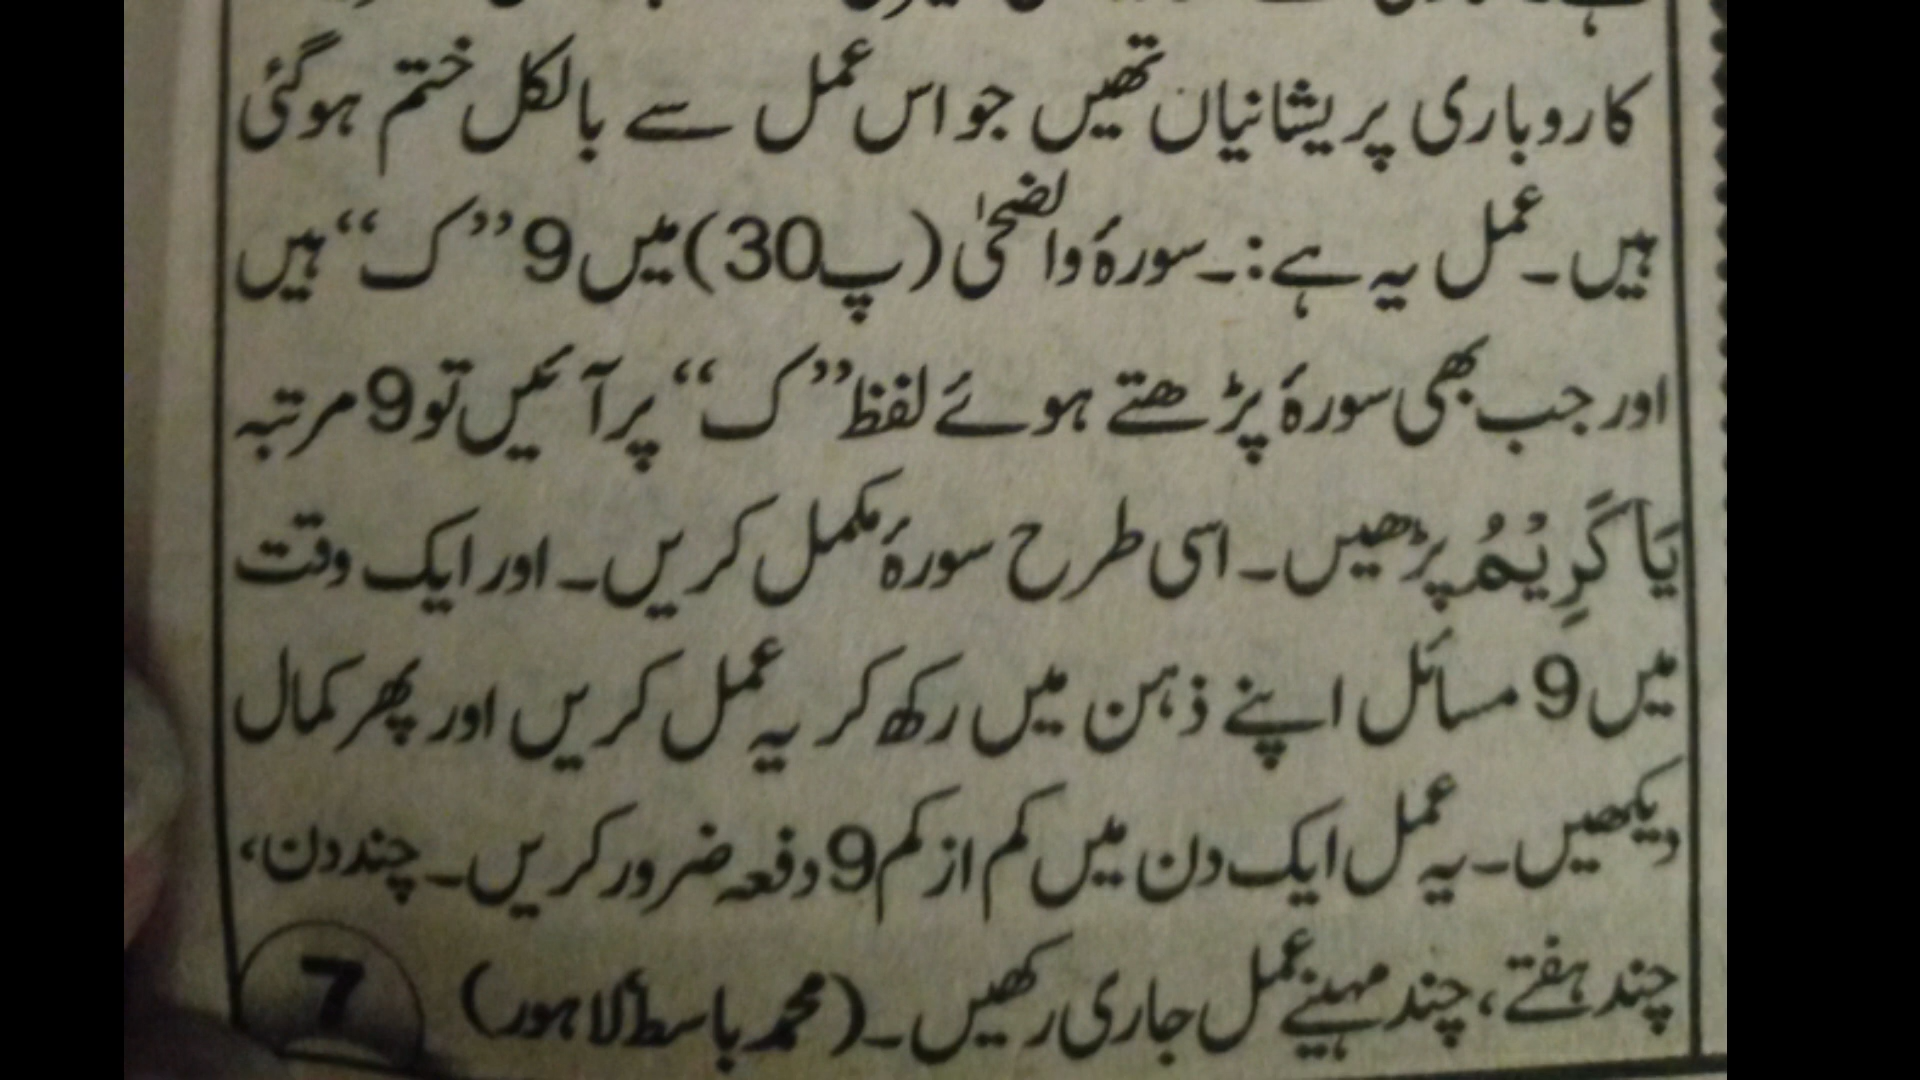 کاروباری پریشانیاں تھیں جو اس عمل سے بالکل ختم ہوگئی
ہیں۔ عمل یہ ہے:۔ سورۂ والضحیٰ (پ30) میں 9 ”ک“ ہیں
اور جب بھی سورۂ پڑھتے ہوئے لفظ ”ک“ پر آئیں تو 9 مرتبہ
یَا کَرِیْمُ پڑھیں۔ اسی طرح سورۂ مکمل کریں۔ اور ایک وقت
میں 9 مسائل اپنے ذہن میں رکھ کر یہ عمل کریں اور پھر کمال
دیکھیں۔ یہ عمل ایک دن میں کم از کم 9 دفعہ ضرور کریں۔ چند دن،
چند ہفتے، چند مہینے عمل جاری رکھیں۔ (محمد باسط لاہور)
7